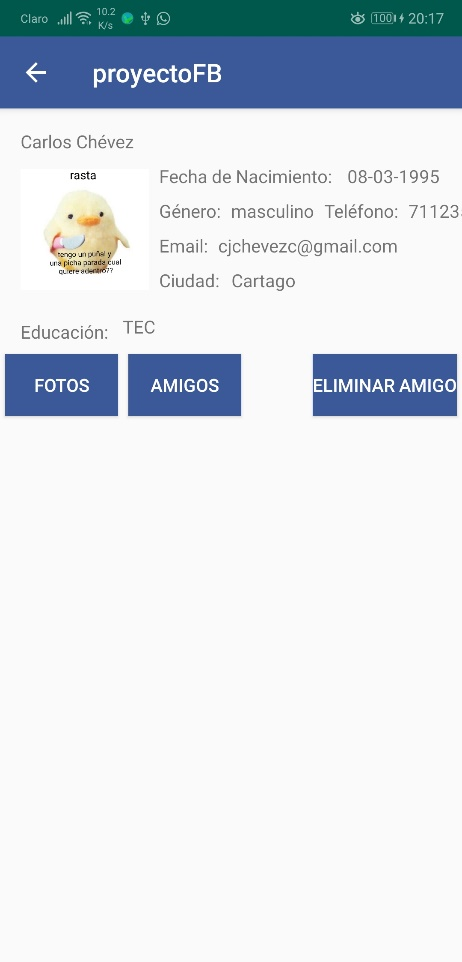 Claro 10.2 K/s 100 20:17
proyectoFB
Carlos Chévez
rasta
tengo un puñal y
una picha parada cual
quiere adentro??
Fecha de Nacimiento: 08-03-1995
Género: masculino Teléfono: 71123
Email: cjchevezc@gmail.com
Ciudad: Cartago
Educación: TEC
FOTOS AMIGOS ELIMINAR AMIGO